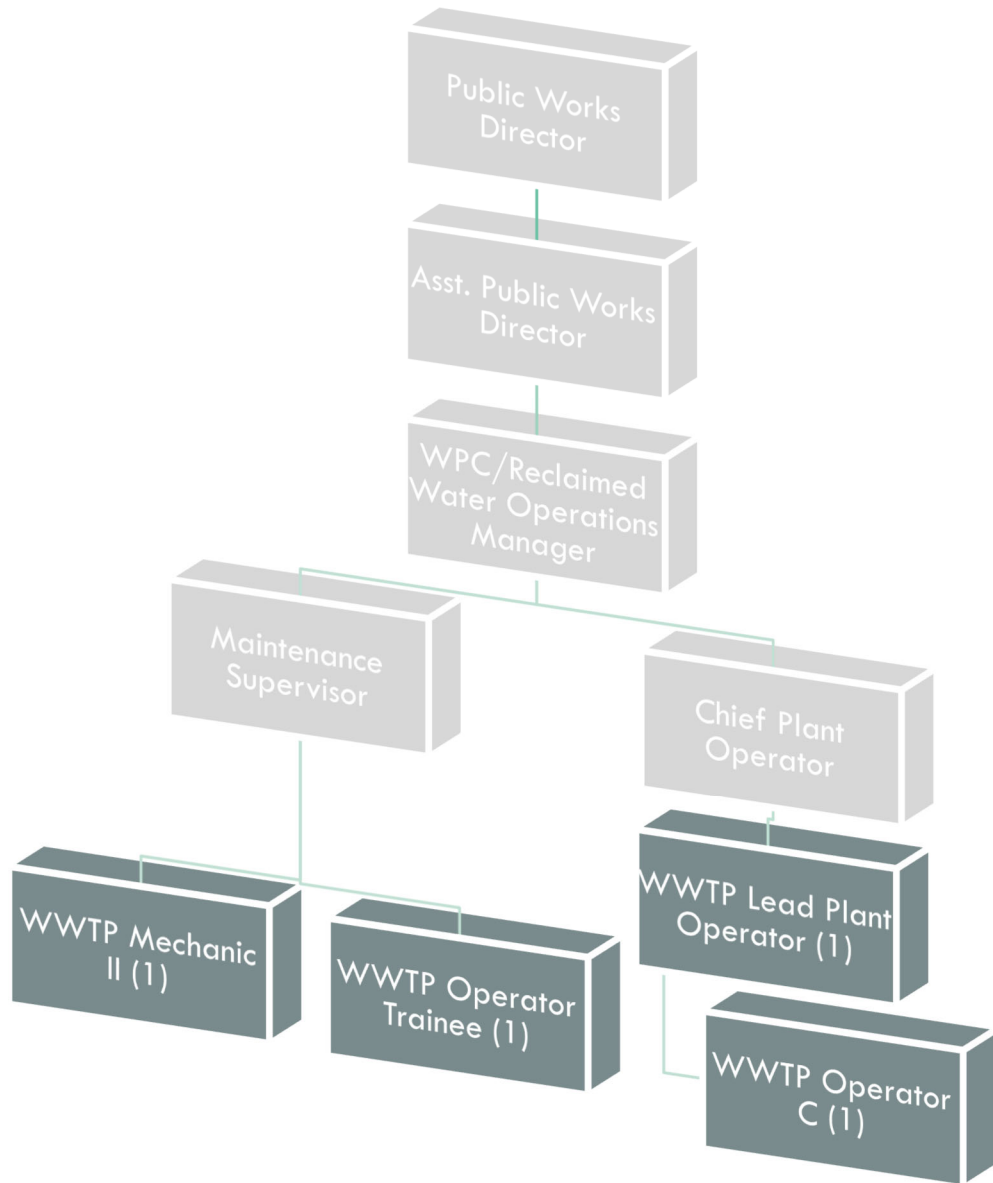 Public Works
Director
Asst. Public Works
Director
WPC/Reclaimed
Water Operations
Manager
Maintenance
Supervisor
Chief Plant
Operator
WWTP Mechanic
II (1)
WWTP Operator
Trainee (1)
WWTP Lead Plant
Operator (1)
WWTP Operator
C (1)